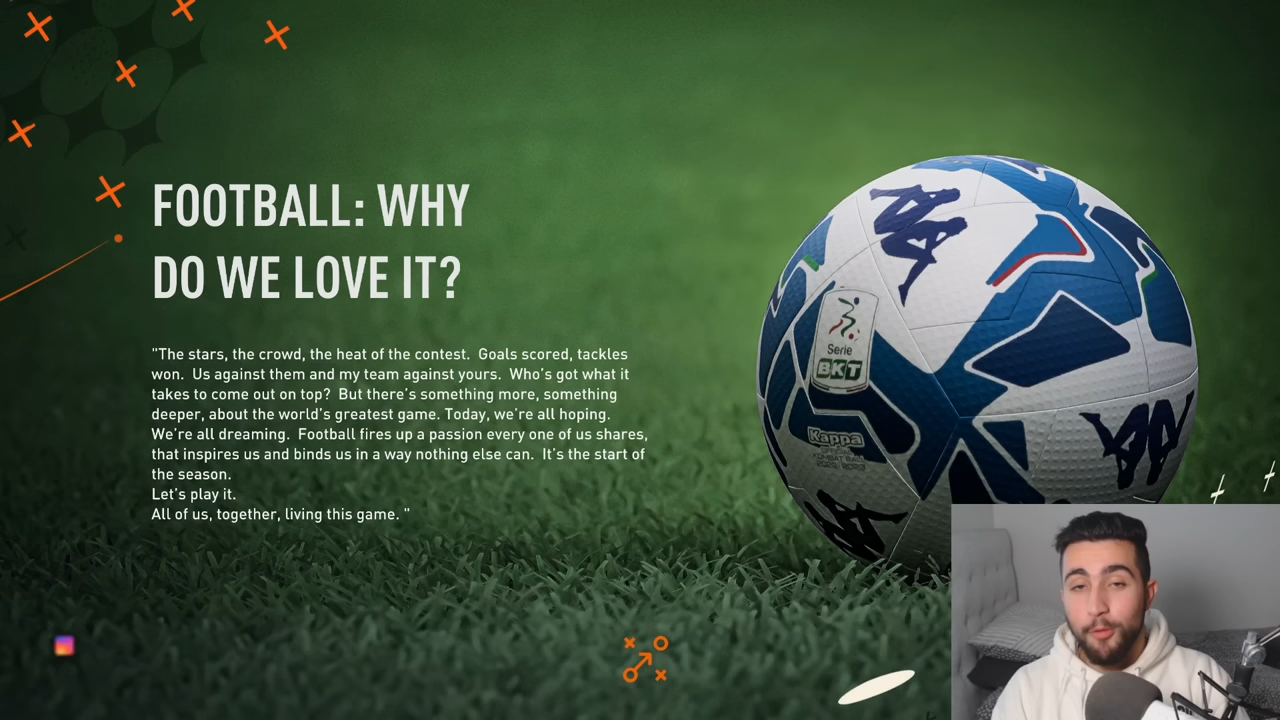 FOOTBALL: WHY
DO WE LOVE IT?
"The stars, the crowd, the heat of the contest.  Goals scored, tackles
won.  Us against them and my team against yours.  Who's got what it
takes to come out on top?  But there's something more, something
deeper, about the world's greatest game. Today, we're all hoping.
We're all dreaming.  Football fires up a passion every one of us shares,
that inspires us and binds us in a way nothing else can.  It's the start of
the season.
Let's play it.
All of us, together, living this game. "
Serie
BKT
Kappa